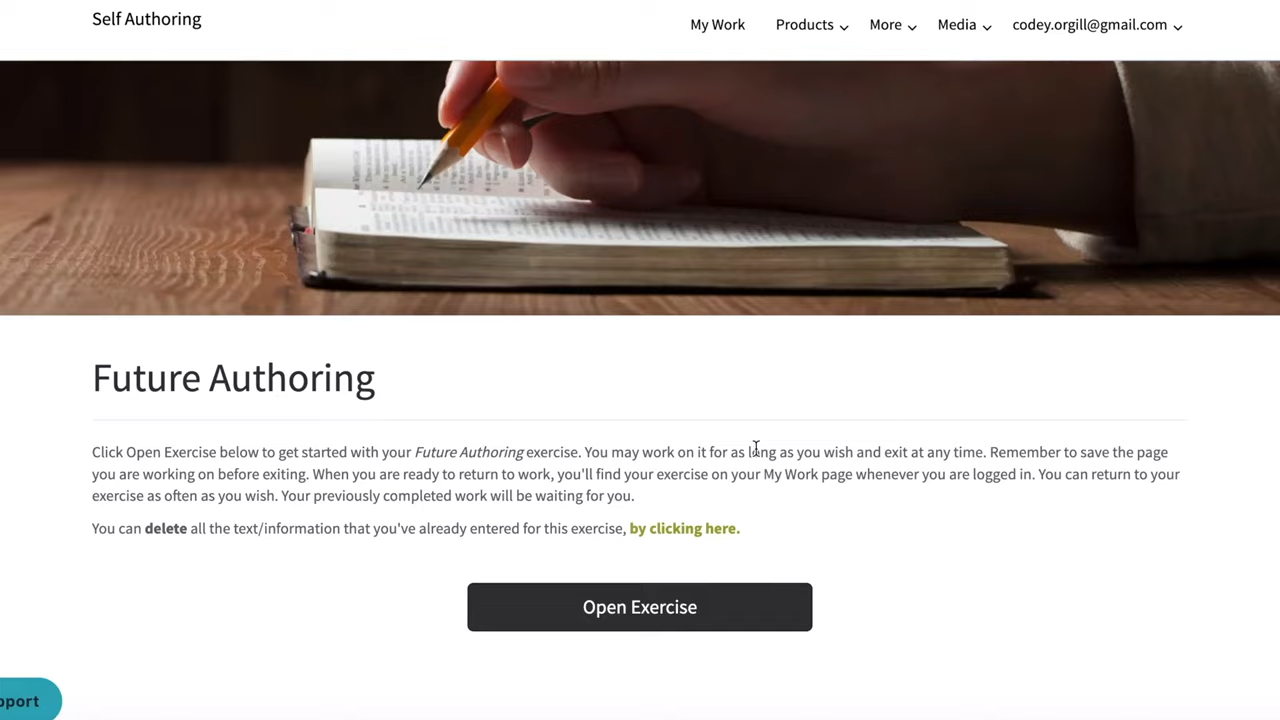 Self Authoring
My Work Products More Media codey.orgill@gmail.com
Future Authoring
Click Open Exercise below to get started with your Future Authoring exercise. You may work on it for as long as you wish and exit at any time. Remember to save the page
you are working on before exiting. When you are ready to return to work, you'll find your exercise on your My Work page whenever you are logged in. You can return to your
exercise as often as you wish. Your previously completed work will be waiting for you.
You can delete all the text/information that you've already entered for this exercise, by clicking here.
Open Exercise
pport